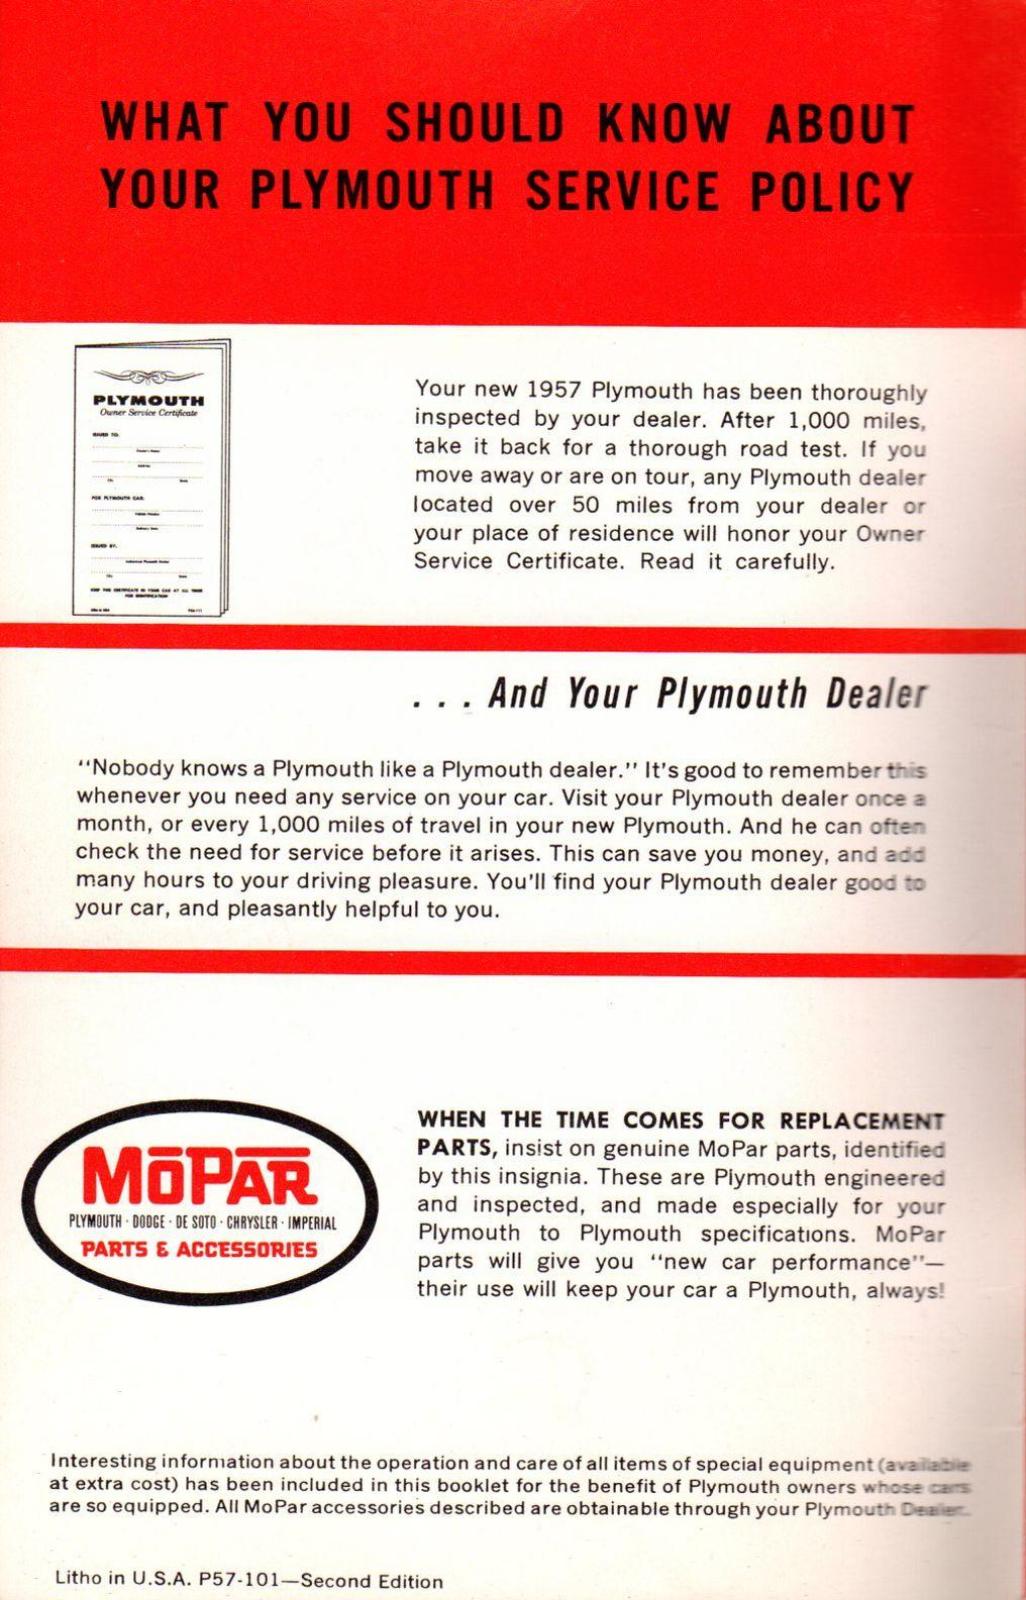 WHAT YOU SHOULD KNOW ABOUT
YOUR PLYMOUTH SERVICE POLICY
PLYMOUTH
Owner Service Certificate
ISSUED TO:
FOR PLYMOUTH CAR:
ISSUED BY:
Your new 1957 Plymouth has been thoroughly
inspected by your dealer. After 1,000 miles,
take it back for a thorough road test. If you
move away or are on tour, any Plymouth dealer
located over 50 miles from your dealer or
your place of residence will honor your Owner
Service Certificate. Read it carefully.
. . . And Your Plymouth Dealer
"Nobody knows a Plymouth like a Plymouth dealer." It's good to remember this
whenever you need any service on your car. Visit your Plymouth dealer once a
month, or every 1,000 miles of travel in your new Plymouth. And he can often
check the need for service before it arises. This can save you money, and add
many hours to your driving pleasure. You'll find your Plymouth dealer good to
your car, and pleasantly helpful to you.
MōPAR
PLYMOUTH · DODGE · DE SOTO · CHRYSLER · IMPERIAL
PARTS & ACCESSORIES
WHEN THE TIME COMES FOR REPLACEMENT
PARTS, insist on genuine MoPar parts, identified
by this insignia. These are Plymouth engineered
and inspected, and made especially for your
Plymouth to Plymouth specifications. MoPar
parts will give you "new car performance"—
their use will keep your car a Plymouth, always!
Interesting information about the operation and care of all items of special equipment (available
at extra cost) has been included in this booklet for the benefit of Plymouth owners whose cars
are so equipped. All MoPar accessories described are obtainable through your Plymouth Dealer.
Litho in U.S.A. P57-101—Second Edition